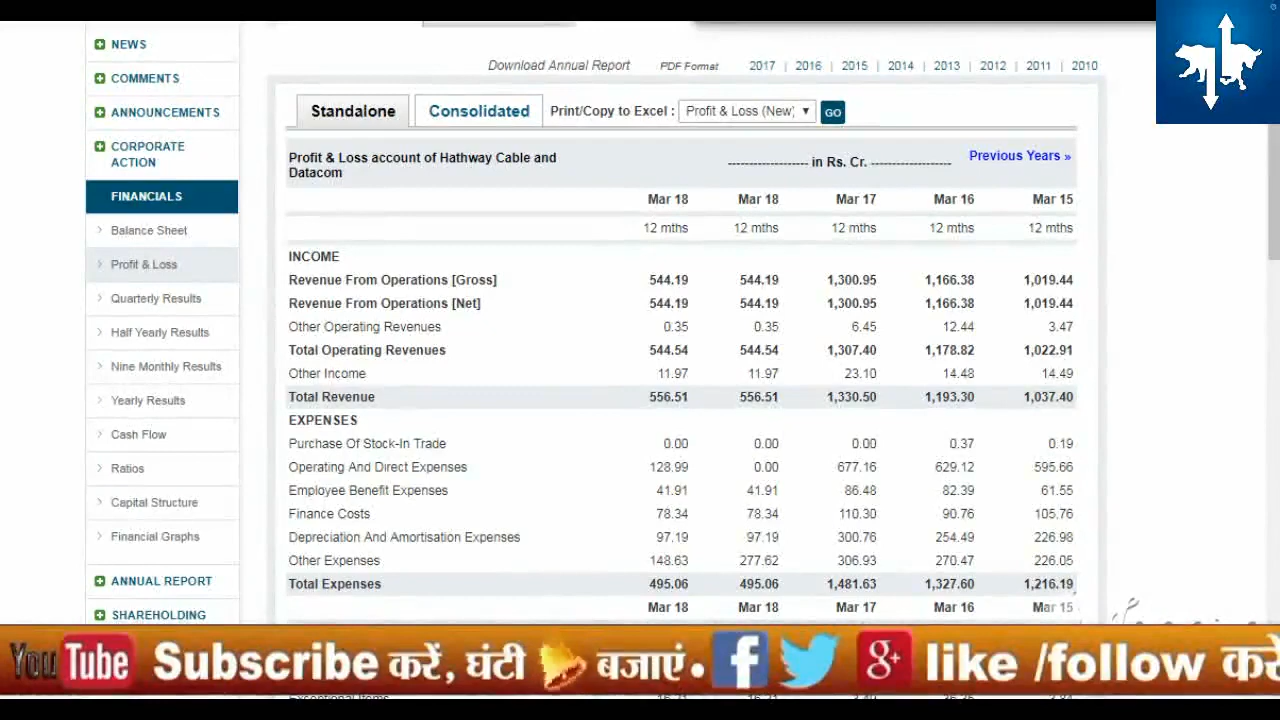 NEWS
COMMENTS
ANNOUNCEMENTS
CORPORATE
ACTION
FINANCIALS
Balance Sheet
Profit & Loss
Quarterly Results
Half Yearly Results
Nine Monthly Results
Yearly Results
Cash Flow
Ratios
Capital Structure
Financial Graphs
ANNUAL REPORT
SHAREHOLDING
Download Annual Report PDF Format 2017 | 2016 | 2015 | 2014 | 2013 | 2012 | 2011 | 2010
Standalone Consolidated Print/Copy to Excel : Profit & Loss (New) GO
Profit & Loss account of Hathway Cable and
Datacom
------------------- in Rs. Cr. ------------------- Previous Years »
Mar 18 Mar 18 Mar 17 Mar 16 Mar 15
12 mths 12 mths 12 mths 12 mths 12 mths
INCOME
Revenue From Operations [Gross] 544.19 544.19 1,300.95 1,166.38 1,019.44
Revenue From Operations [Net] 544.19 544.19 1,300.95 1,166.38 1,019.44
Other Operating Revenues 0.35 0.35 6.45 12.44 3.47
Total Operating Revenues 544.54 544.54 1,307.40 1,178.82 1,022.91
Other Income 11.97 11.97 23.10 14.48 14.49
Total Revenue 556.51 556.51 1,330.50 1,193.30 1,037.40
EXPENSES
Purchase Of Stock-In Trade 0.00 0.00 0.00 0.37 0.19
Operating And Direct Expenses 128.99 0.00 677.16 629.12 595.66
Employee Benefit Expenses 41.91 41.91 86.48 82.39 61.55
Finance Costs 78.34 78.34 110.30 90.76 105.76
Depreciation And Amortisation Expenses 97.19 97.19 300.76 254.49 226.98
Other Expenses 148.63 277.62 306.93 270.47 226.05
Total Expenses 495.06 495.06 1,481.63 1,327.60 1,216.19
Mar 18 Mar 18 Mar 17 Mar 16 Mar 15
YouTube Subscribe करें, घंटी बजाएं. f g+ like /follow करे